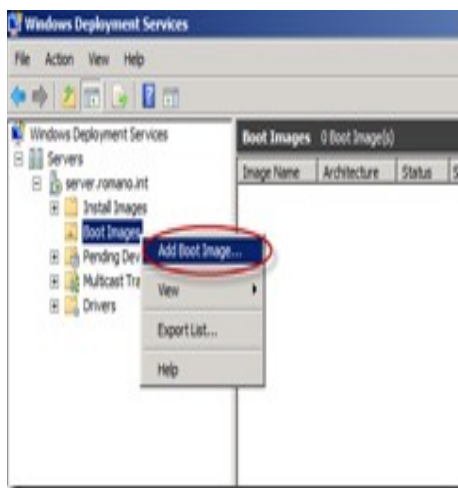 Windows Deployment Services
File Action View Help
Windows Deployment Services
Servers
server.romano.int
Install Images
Boot Images
Pending Dev
Multicast Tra
Drivers
Boot Images 0 Boot Image(s)
Image Name Architecture Status S
Add Boot Image...
View
Export List...
Help